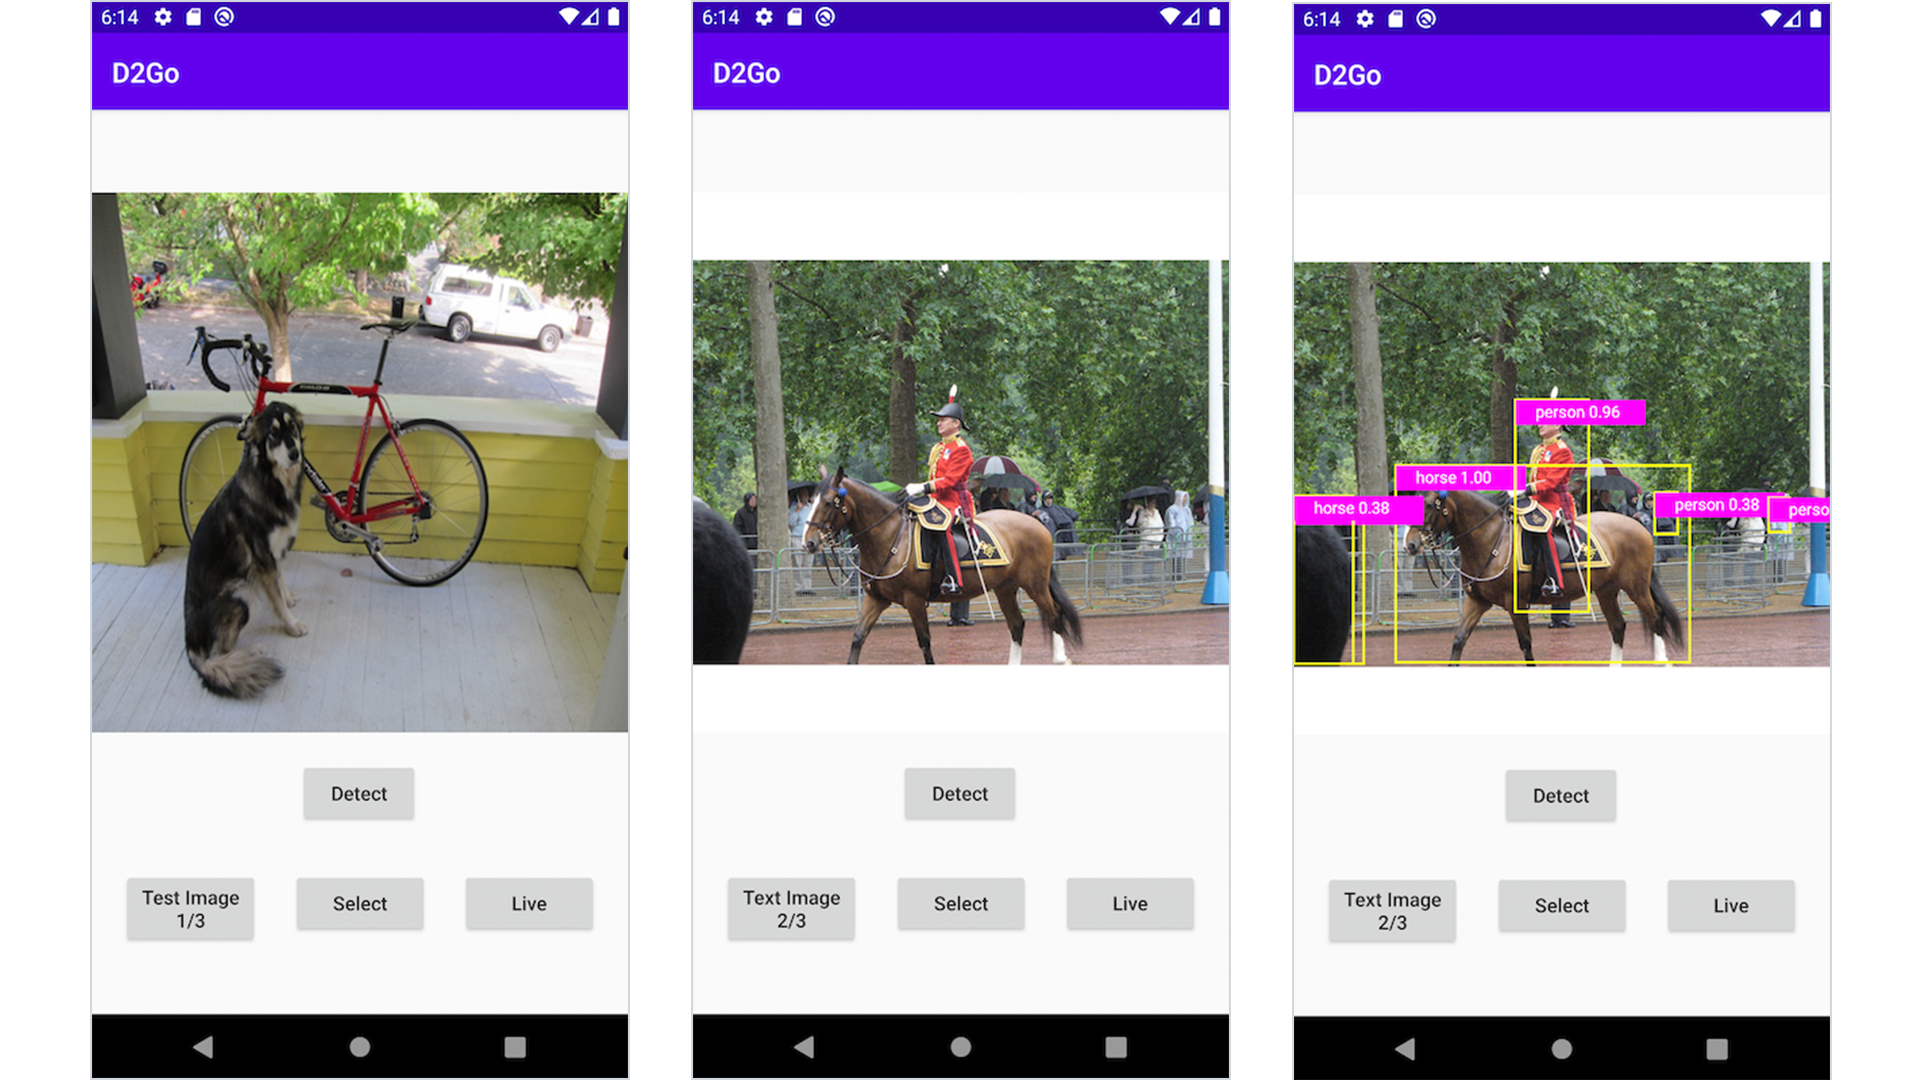 6:14
D2Go
Detect
Test Image
1/3
Select
Live
6:14
D2Go
Detect
Text Image
2/3
Select
Live
6:14
D2Go
person 0.96
horse 1.00
horse 0.38
person 0.38
perso
Detect
Text Image
2/3
Select
Live